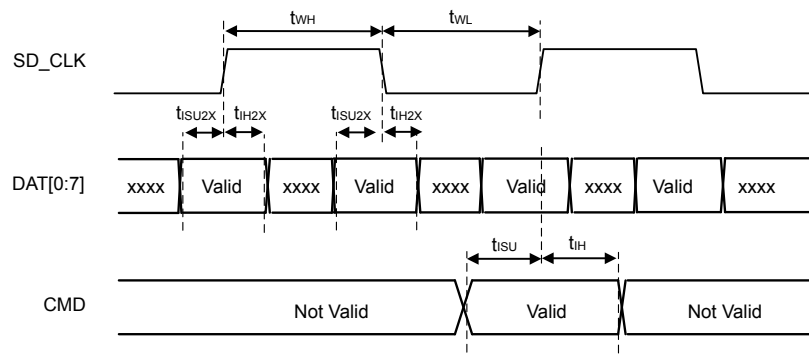 tWH tWL
SD_CLK
tISU2X tIH2X tISU2X tIH2X
DAT[0:7] xxxx Valid xxxx Valid xxxx Valid xxxx Valid xxxx
tISU tIH
CMD Not Valid Valid Not Valid